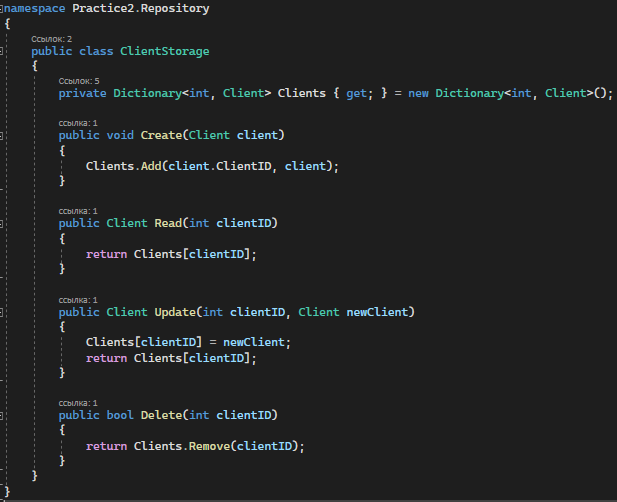 namespace Practice2.Repository
{
Ссылок: 2
public class ClientStorage
{
Ссылок: 5
private Dictionary<int, Client> Clients { get; } = new Dictionary<int, Client>();
ссылка: 1
public void Create(Client client)
{
Clients.Add(client.ClientID, client);
}
ссылка: 1
public Client Read(int clientID)
{
return Clients[clientID];
}
ссылка: 1
public Client Update(int clientID, Client newClient)
{
Clients[clientID] = newClient;
return Clients[clientID];
}
ссылка: 1
public bool Delete(int clientID)
{
return Clients.Remove(clientID);
}
}
}